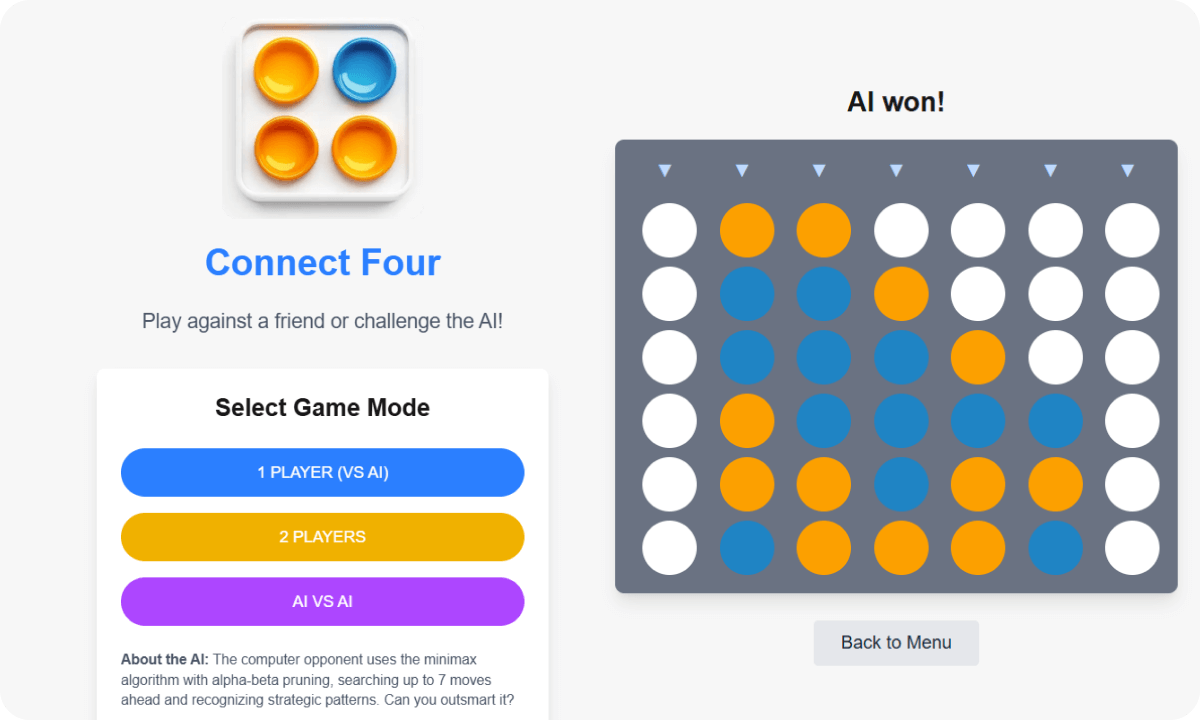 Connect Four
Play against a friend or challenge the AI!
Select Game Mode
1 PLAYER (VS AI)
2 PLAYERS
AI VS AI
About the AI: The computer opponent uses the minimax
algorithm with alpha-beta pruning, searching up to 7 moves
ahead and recognizing strategic patterns. Can you outsmart it?
AI won!
Back to Menu